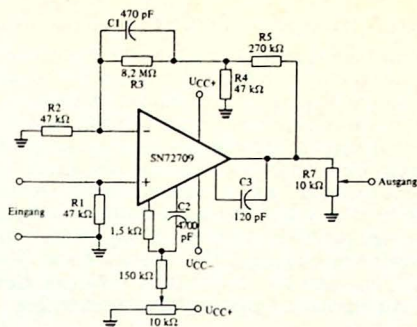 470 pF
C1
R5
270 kΩ
8,2 MΩ
R3
R4
47 kΩ
R2
47 kΩ
UCC+
−
SN72709
+
R1
47 kΩ
Eingang
C3
120 pF
R7
10 kΩ
Ausgang
1,5 kΩ
C2
4700
pF
UCC−
150 kΩ
UCC+
10 kΩ